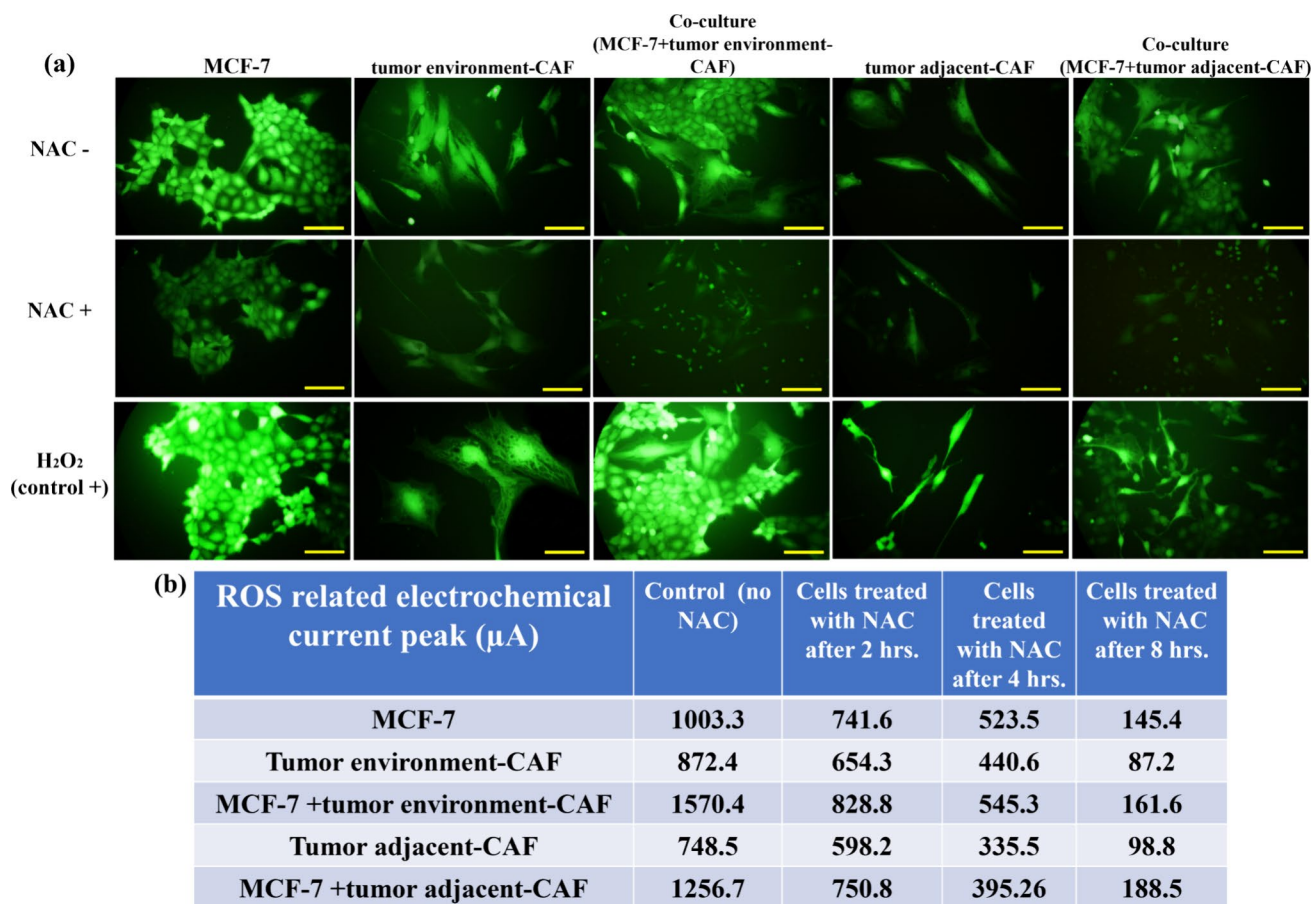 (a)
MCF-7
tumor environment-CAF
Co-culture
(MCF-7+tumor environment-
CAF)
tumor adjacent-CAF
Co-culture
(MCF-7+tumor adjacent-CAF)
NAC -
NAC +
H₂O₂
(control +)
(b)
ROS related electrochemical
current peak (µA)
Control (no
NAC)
Cells treated
with NAC
after 2 hrs.
Cells
treated
with NAC
after 4 hrs.
Cells treated
with NAC
after 8 hrs.
MCF-7 1003.3 741.6 523.5 145.4
Tumor environment-CAF 872.4 654.3 440.6 87.2
MCF-7 +tumor environment-CAF 1570.4 828.8 545.3 161.6
Tumor adjacent-CAF 748.5 598.2 335.5 98.8
MCF-7 +tumor adjacent-CAF 1256.7 750.8 395.26 188.5